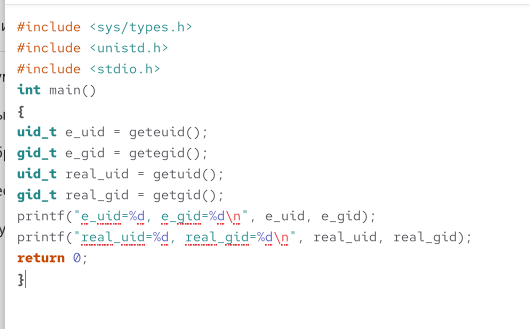 #include <sys/types.h>
#include <unistd.h>
#include <stdio.h>
int main()
{
uid_t e_uid = geteuid();
gid_t e_gid = getegid();
uid_t real_uid = getuid();
gid_t real_gid = getgid();
printf("e_uid=%d, e_gid=%d\n", e_uid, e_gid);
printf("real_uid=%d, real_gid=%d\n", real_uid, real_gid);
return 0;
}